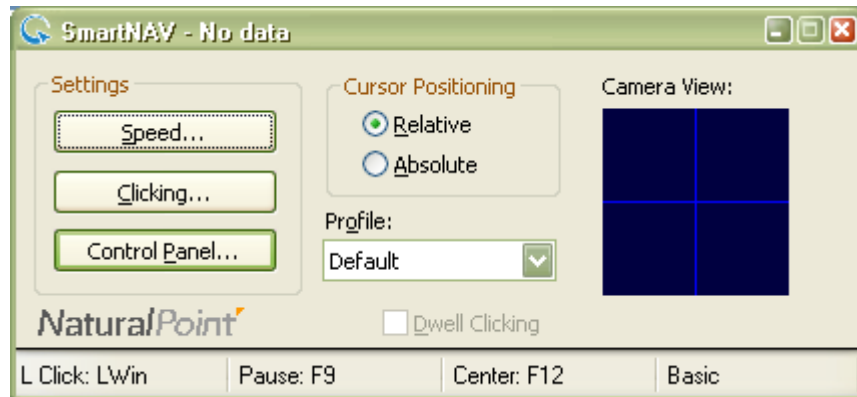 SmartNAV - No data
Settings
Speed...
Clicking...
Control Panel...
Cursor Positioning
Relative
Absolute
Profile:
Default
Camera View:
NaturalPoint
Dwell Clicking
L Click: LWin
Pause: F9
Center: F12
Basic